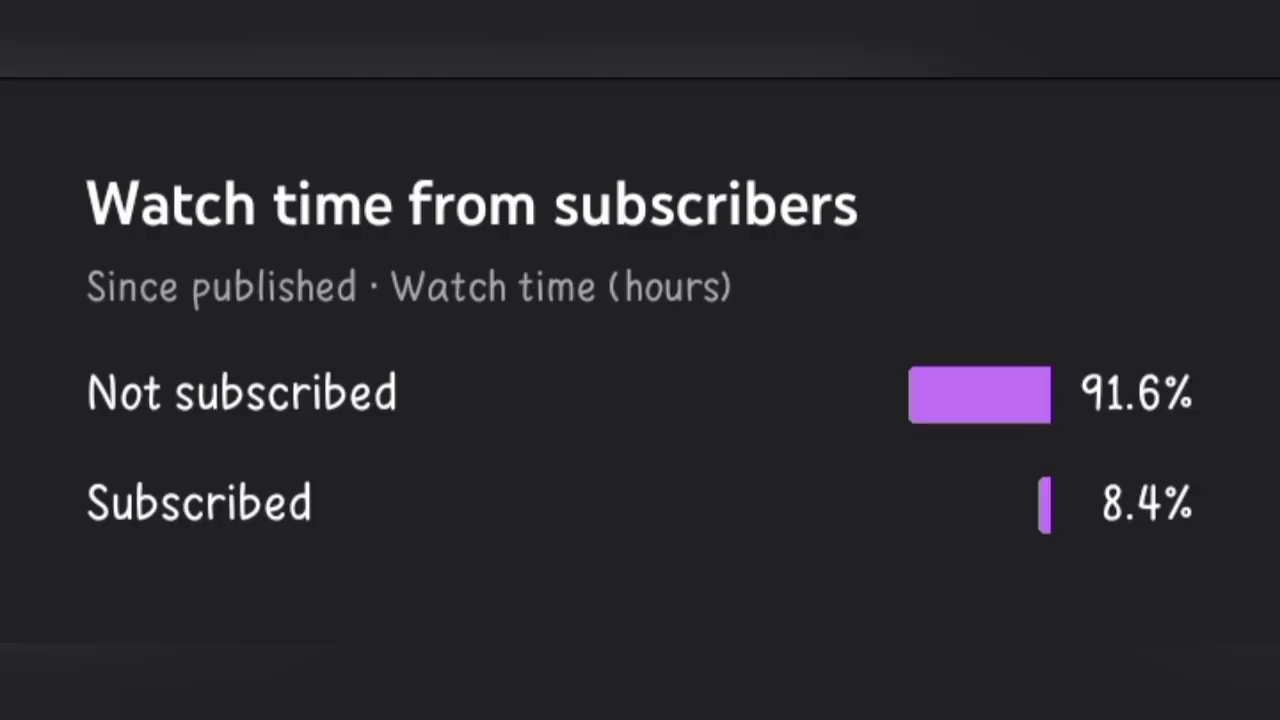 Watch time from subscribers
Since published · Watch time (hours)
Not subscribed 91.6%
Subscribed 8.4%